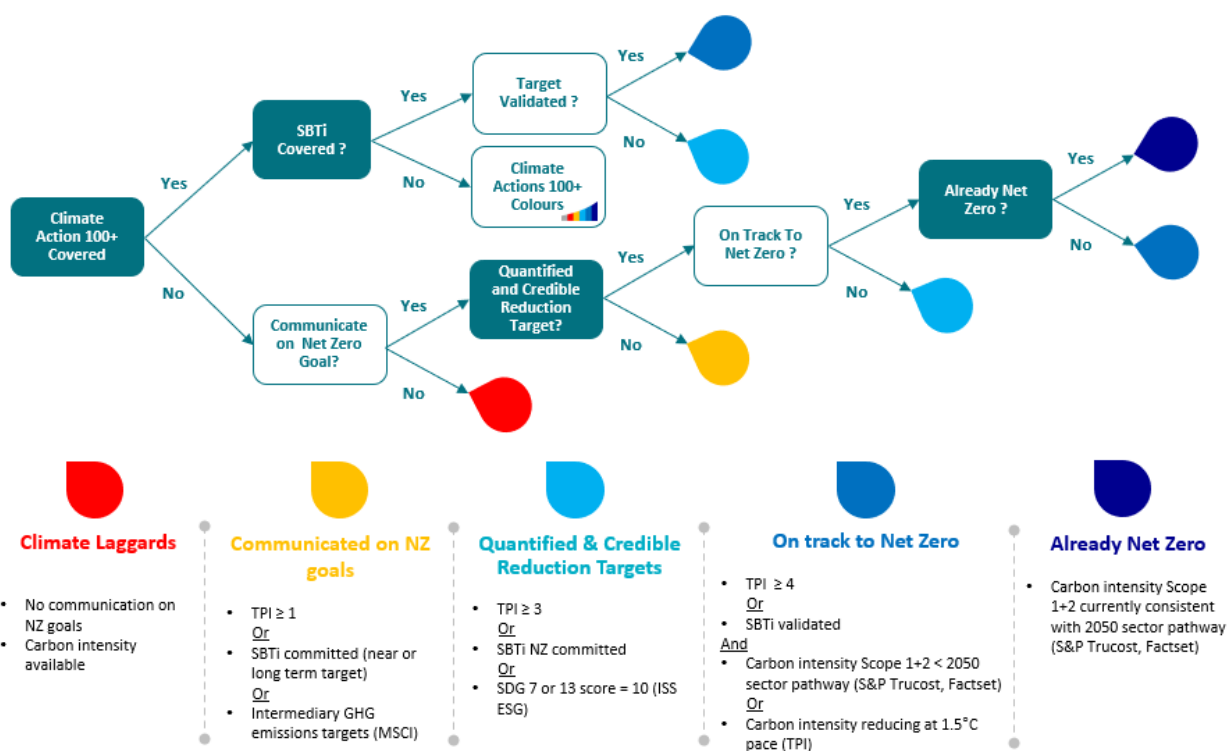 Climate
Action 100+
Covered
Yes
No
SBTi
Covered ?
Yes
No
Target
Validated ?
Yes
No
Climate
Actions 100+
Colours
Communicate
on Net Zero
Goal?
Yes
No
Quantified
and Credible
Reduction
Target?
Yes
No
On Track To
Net Zero ?
Yes
No
Already Net
Zero ?
Yes
No
Climate Laggards
• No communication on
NZ goals
• Carbon intensity
available
Communicated on NZ
goals
• TPI ≥ 1
Or
• SBTi committed (near or
long term target)
Or
• Intermediary GHG
emissions targets (MSCI)
Quantified & Credible
Reduction Targets
• TPI ≥ 3
Or
• SBTi NZ committed
Or
• SDG 7 or 13 score = 10 (ISS
ESG)
On track to Net Zero
• TPI ≥ 4
Or
• SBTi validated
And
• Carbon intensity Scope 1+2 < 2050
sector pathway (S&P Trucost, Factset)
Or
• Carbon intensity reducing at 1.5°C
pace (TPI)
Already Net Zero
• Carbon intensity Scope
1+2 currently consistent
with 2050 sector pathway
(S&P Trucost, Factset)